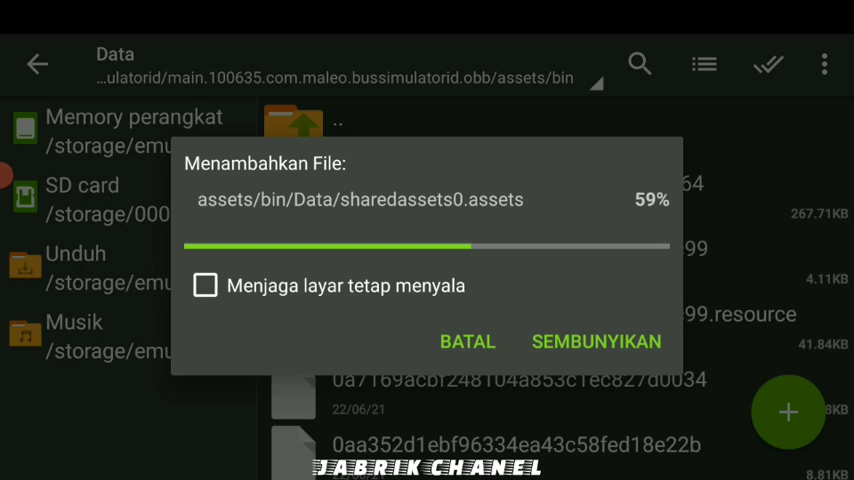 Data
...ulatorid/main.100635.com.maleo.bussimulatorid.obb/assets/bin
Memory perangkat
/storage/emu
SD card
/storage/000
Unduh
/storage/emu
Musik
/storage/emu
..
Menambahkan File:
assets/bin/Data/sharedassets0.assets
59%
Menjaga layar tetap menyala
BATAL
SEMBUNYIKAN
64
267.71KB
e99
4.11KB
e99.resource
41.84KB
0a7169acbf248104a853c1ec827d0034
22/06/21
8KB
0aa352d1ebf96334ea43c58fed18e22b
8.81KB
JABRIK CHANEL